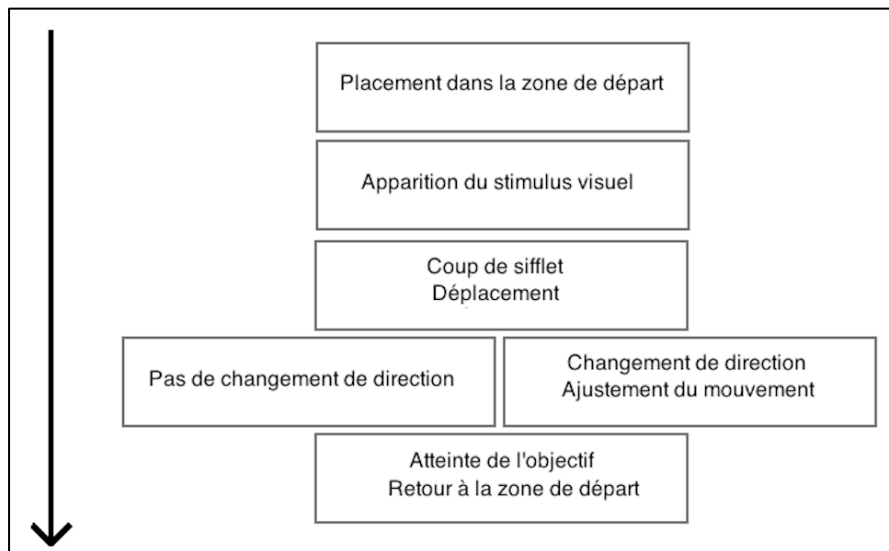 Placement dans la zone de départ
Apparition du stimulus visuel
Coup de sifflet
Déplacement
Pas de changement de direction
Changement de direction
Ajustement du mouvement
Atteinte de l'objectif
Retour à la zone de départ